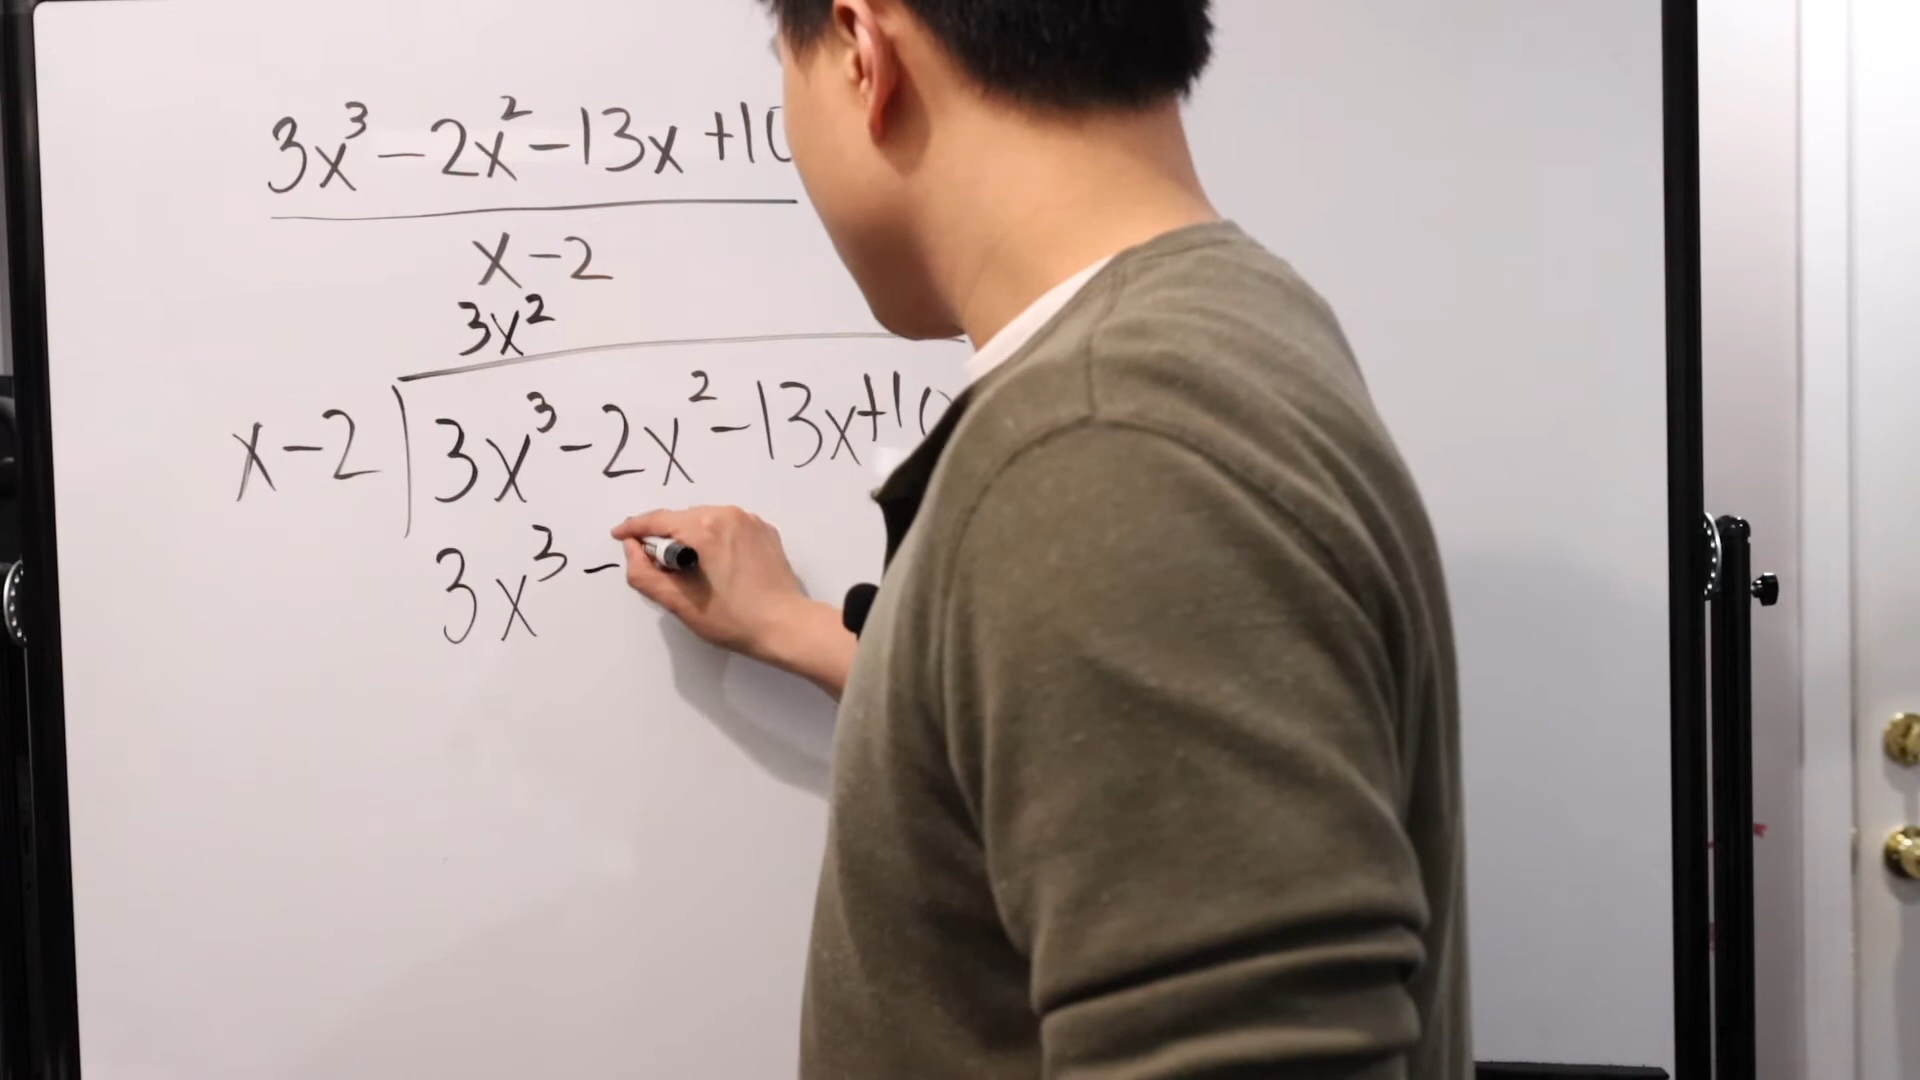 3x³ - 2x² - 13x + 10
x - 2
3x²
x - 2 3x³ - 2x² - 13x + 10
3x³ -